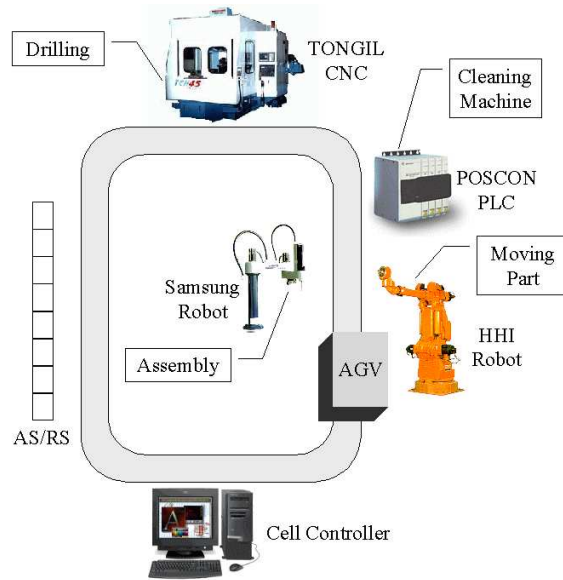 Drilling
TONGIL
CNC
Cleaning
Machine
POSCON
PLC
Moving
Part
Samsung
Robot
HHI
Robot
Assembly
AGV
AS/RS
Cell Controller